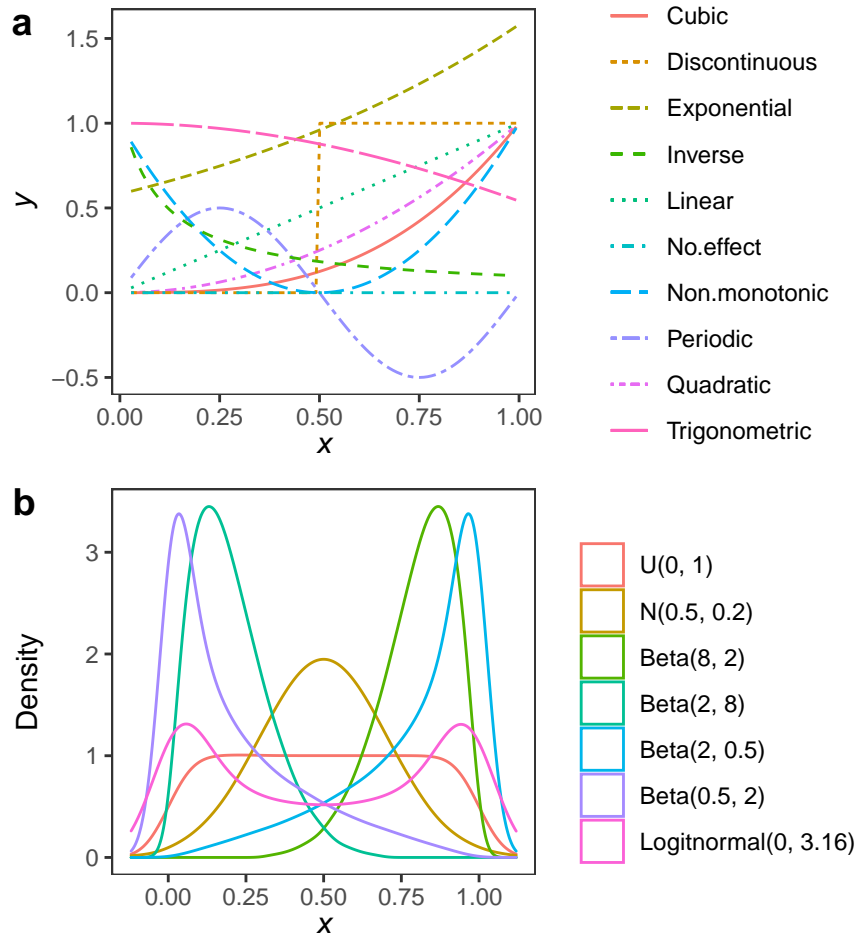 a
1.5
1.0
0.5
0.0
−0.5
y
0.00 0.25 0.50 0.75 1.00
x
Cubic
Discontinuous
Exponential
Inverse
Linear
No.effect
Non.monotonic
Periodic
Quadratic
Trigonometric
b
3
2
1
0
Density
0.00 0.25 0.50 0.75 1.00
x
U(0, 1)
N(0.5, 0.2)
Beta(8, 2)
Beta(2, 8)
Beta(2, 0.5)
Beta(0.5, 2)
Logitnormal(0, 3.16)